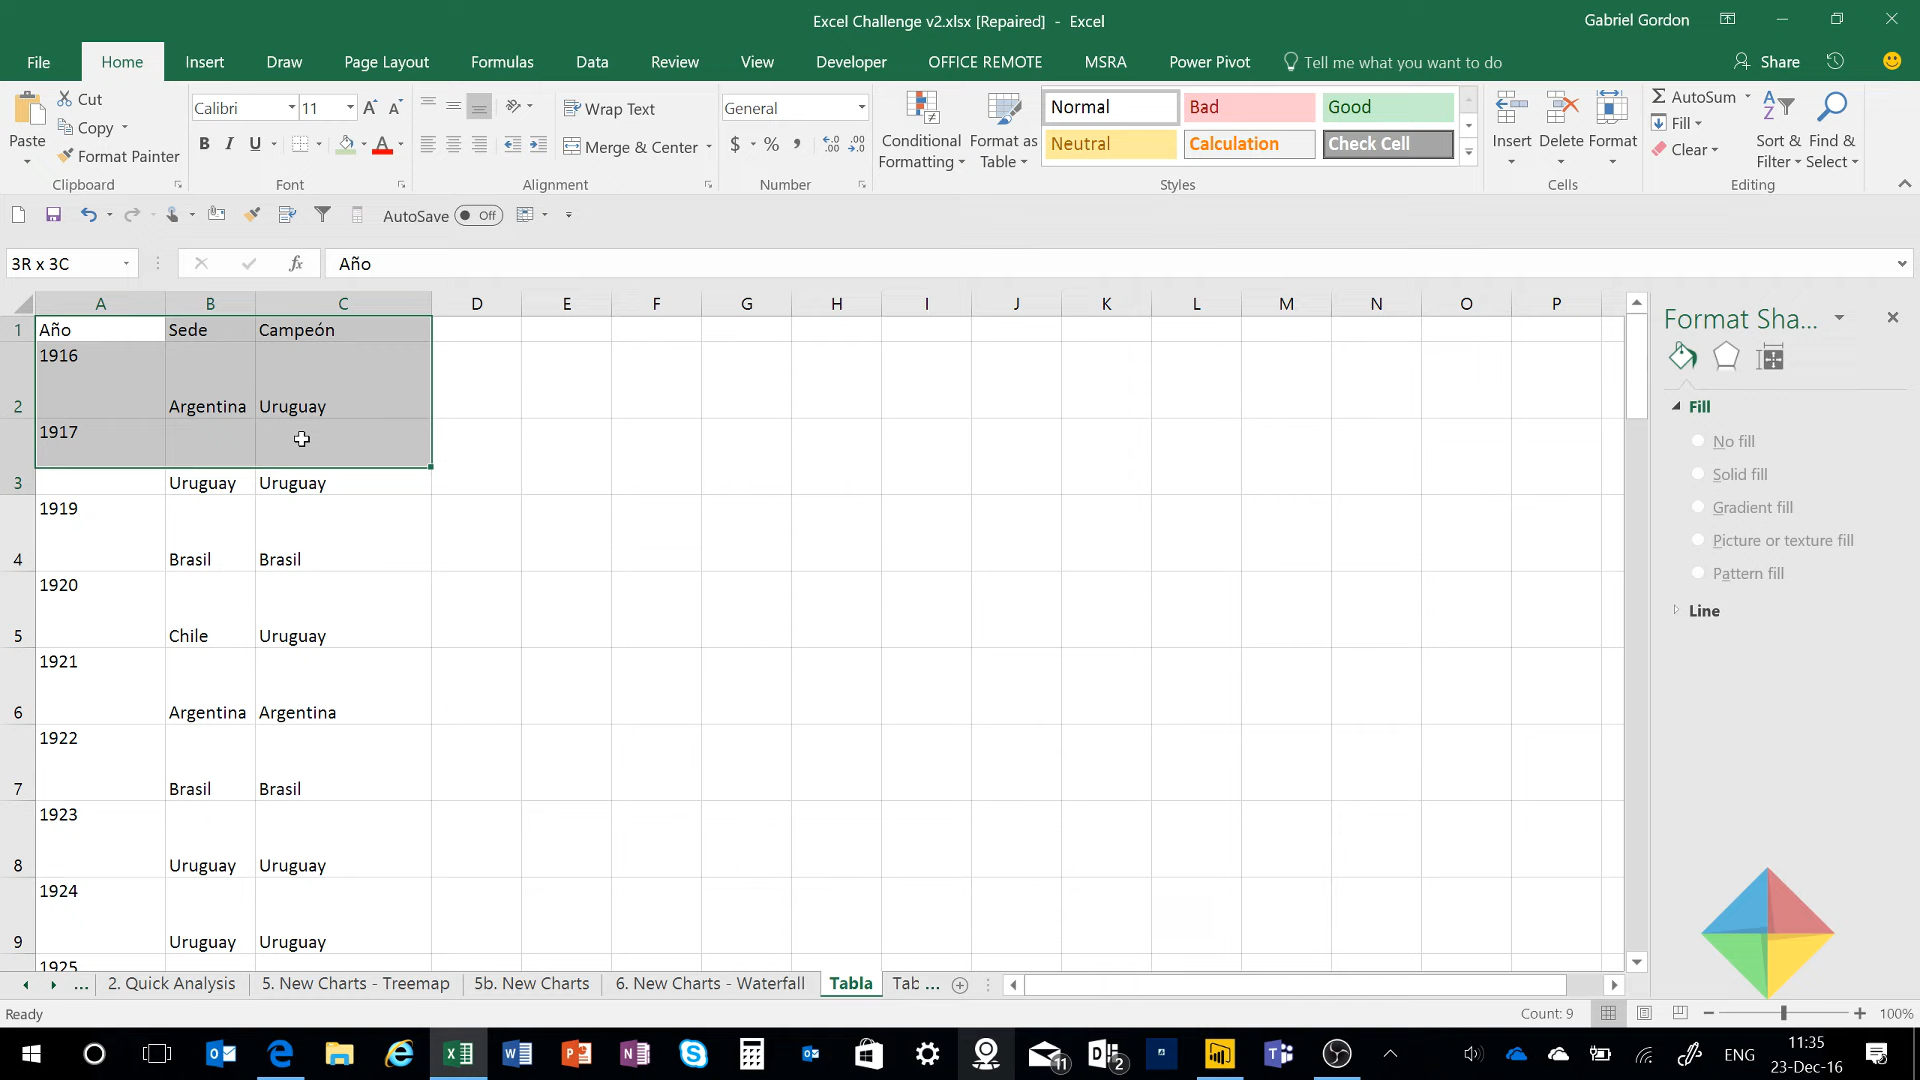 Excel Challenge v2.xlsx [Repaired] - Excel
Gabriel Gordon
File Home Insert Draw Page Layout Formulas Data Review View Developer OFFICE REMOTE MSRA Power Pivot Tell me what you want to do Share
Cut
Copy
Format Painter
Paste
Clipboard
Calibri 11
B I U
Font
Wrap Text
Merge & Center
Alignment
General
$ % ,
Number
Conditional Formatting
Format as Table
Normal Bad Good
Neutral Calculation Check Cell
Styles
Insert Delete Format
Cells
AutoSum
Fill
Clear
Sort & Filter
Find & Select
Editing
AutoSave Off
3R x 3C
fx Año
A B C D E F G H I J K L M N O P
1 Año Sede Campeón
1916
2 Argentina Uruguay
1917
3 Uruguay Uruguay
1919
4 Brasil Brasil
1920
5 Chile Uruguay
1921
6 Argentina Argentina
1922
7 Brasil Brasil
1923
8 Uruguay Uruguay
1924
9 Uruguay Uruguay
1925
Format Sha...
Fill
No fill
Solid fill
Gradient fill
Picture or texture fill
Pattern fill
Line
... 2. Quick Analysis 5. New Charts - Treemap 5b. New Charts 6. New Charts - Waterfall Tabla Tab ...
Ready
Count: 9
100%
11
2
ENG
11:35
23-Dec-16